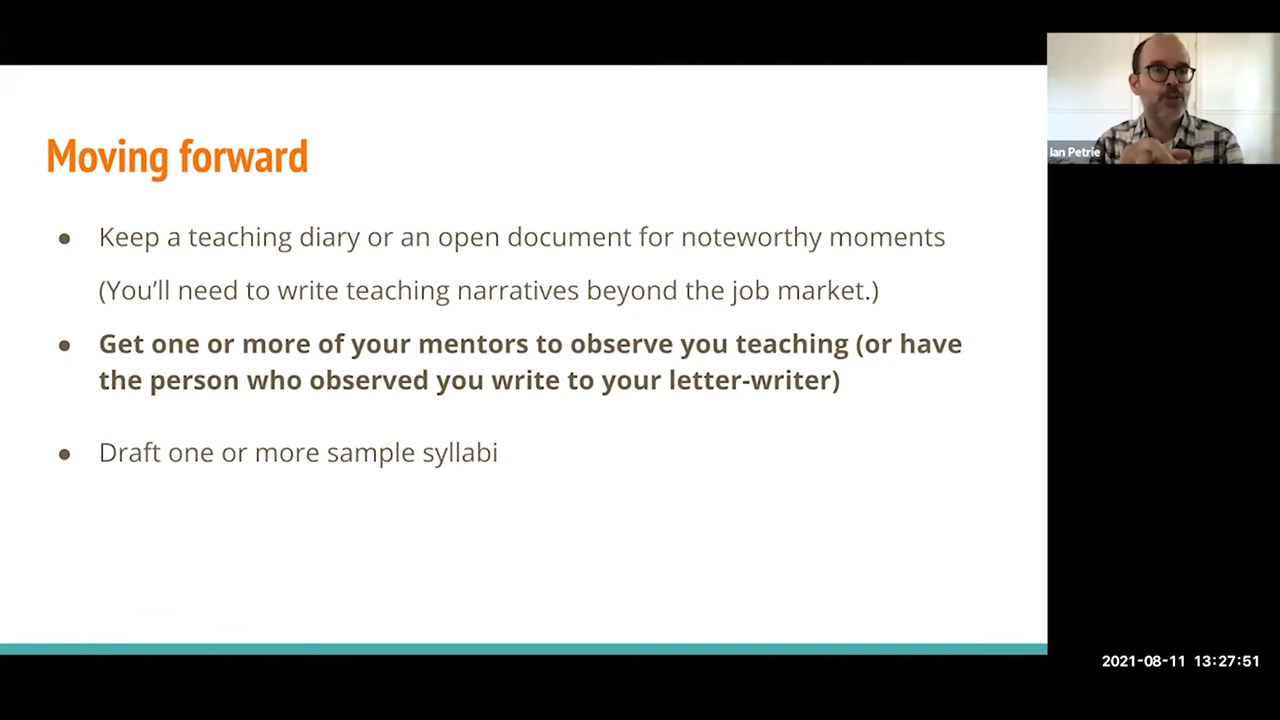 Moving forward
● Keep a teaching diary or an open document for noteworthy moments
(You’ll need to write teaching narratives beyond the job market.)
● Get one or more of your mentors to observe you teaching (or have
the person who observed you write to your letter-writer)
● Draft one or more sample syllabi
Ian Petrie
2021-08-11 13:27:51